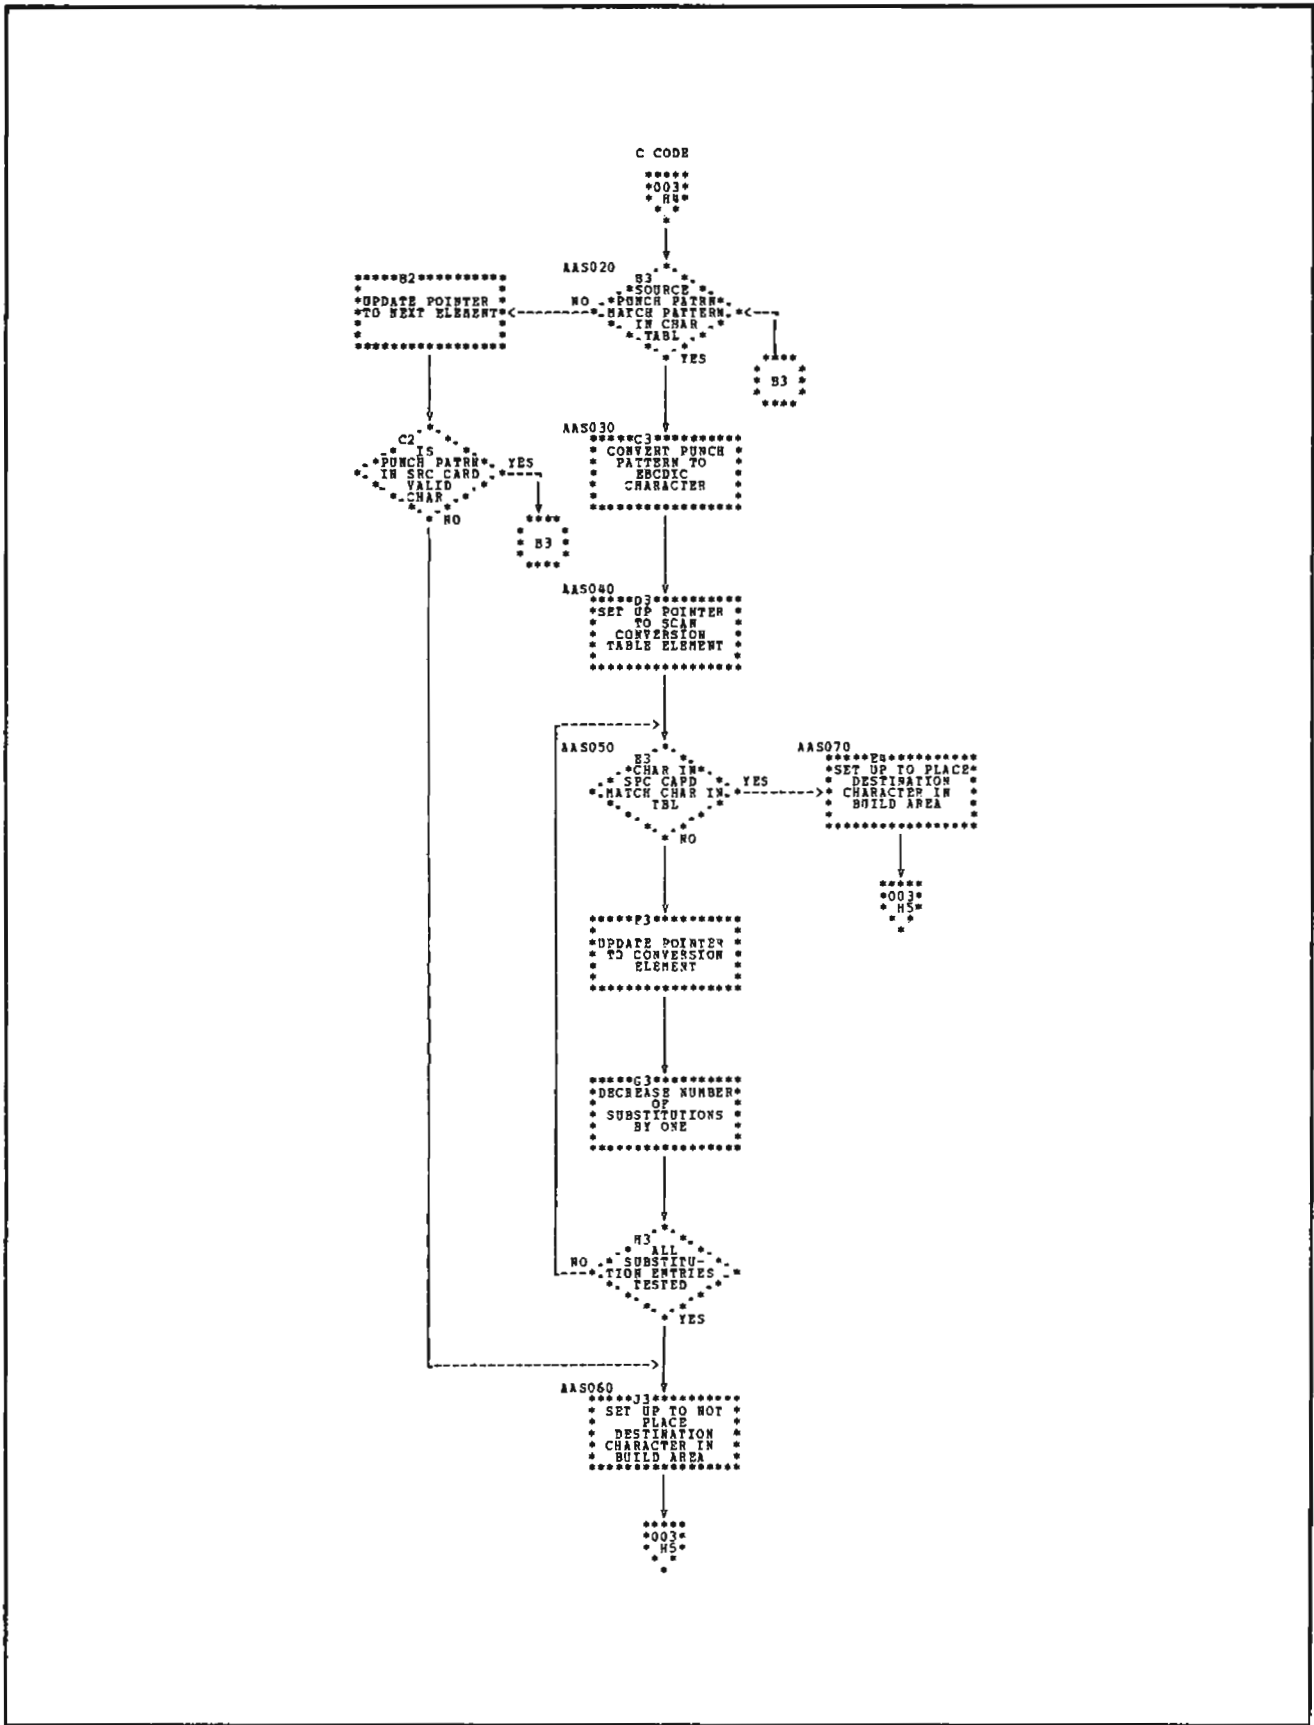 C CODE
003
H4
AAS020
B3
SOURCE
PUNCH PATRN
MATCH PATTERN
IN CHAR
TABL
NO
YES
B2
UPDATE POINTER
TO NEXT ELEMENT
B3
C2
IS
PUNCH PATRN
IN SRC CARD
VALID
CHAR
YES
NO
B3
AAS030
C3
CONVERT PUNCH
PATTERN TO
EBCDIC
CHARACTER
AAS040
D3
SET UP POINTER
TO SCAN
CONVERSION
TABLE ELEMENT
AAS050
E3
CHAR IN
SPC CARD
MATCH CHAR IN
TBL
YES
NO
AAS070
E4
SET UP TO PLACE
DESTINATION
CHARACTER IN
BUILD AREA
003
H5
F3
UPDATE POINTER
TO CONVERSION
ELEMENT
G3
DECREASE NUMBER
OF
SUBSTITUTIONS
BY ONE
H3
ALL
SUBSTITU-
TION ENTRIES
TESTED
NO
YES
AAS060
J3
SET UP TO NOT
PLACE
DESTINATION
CHARACTER IN
BUILD AREA
003
H5